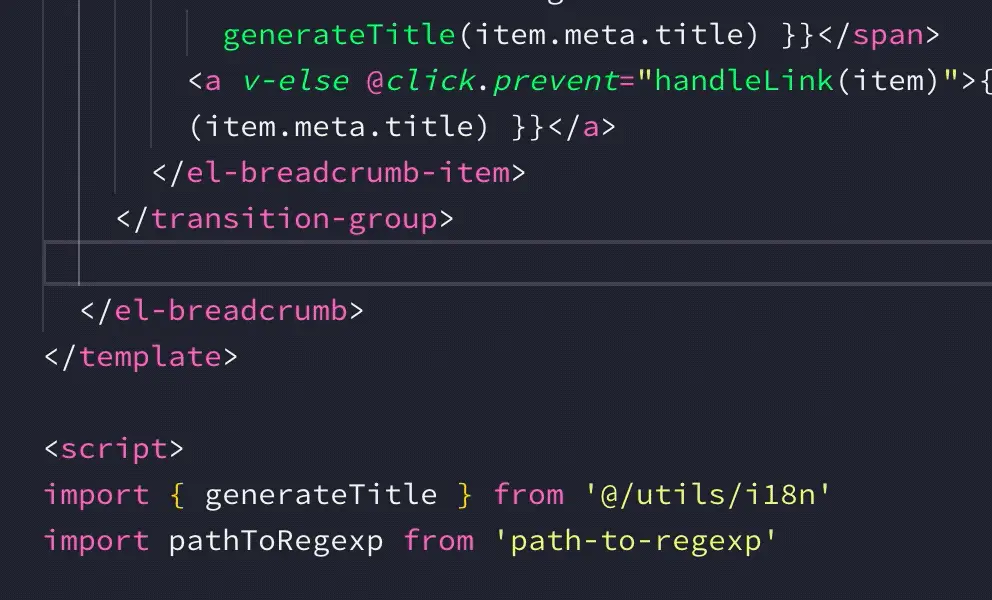 generateTitle(item.meta.title) }}</span>
<a v-else @click.prevent="handleLink(item)">{
(item.meta.title) }}</a>
</el-breadcrumb-item>
</transition-group>
</el-breadcrumb>
</template>
<script>
import { generateTitle } from '@/utils/i18n'
import pathToRegexp from 'path-to-regexp'